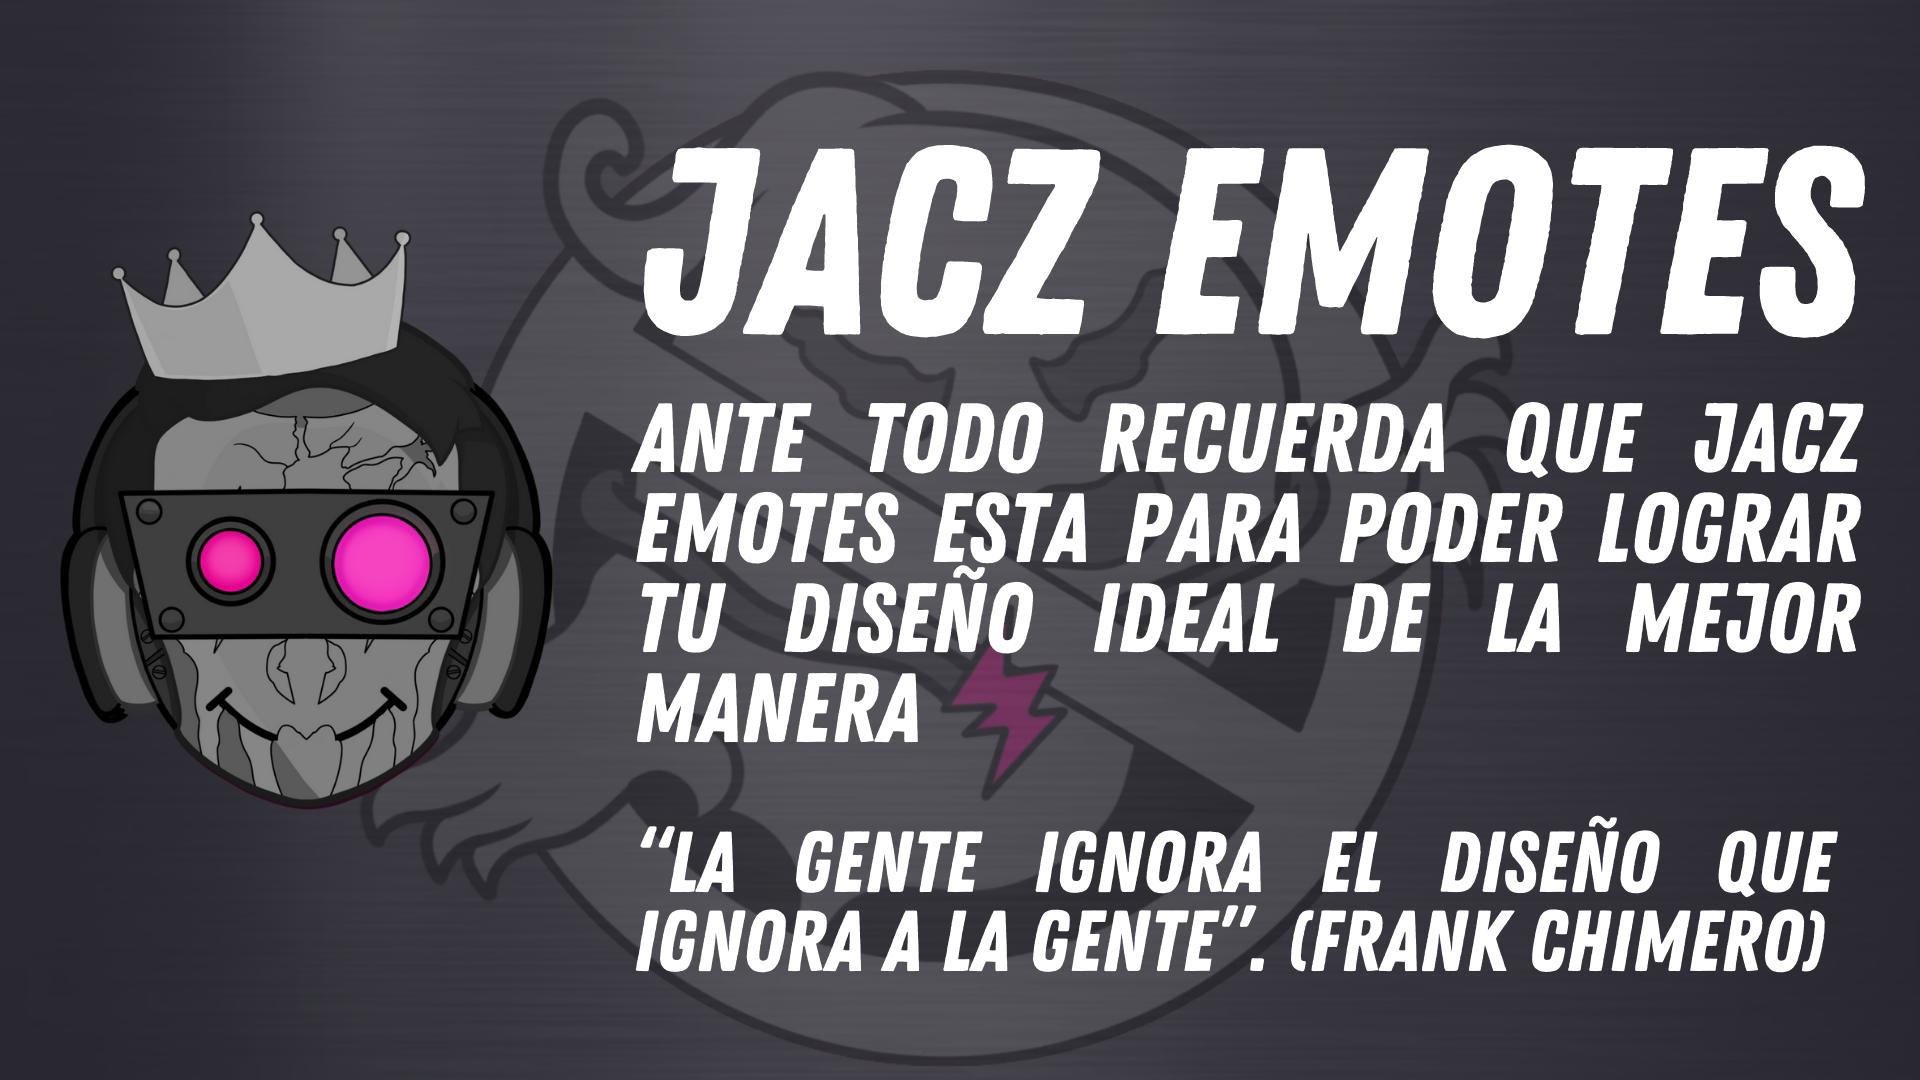 JACZ EMOTES
ANTE TODO RECUERDA QUE JACZ
EMOTES ESTA PARA PODER LOGRAR
TU DISEÑO IDEAL DE LA MEJOR
MANERA
“LA GENTE IGNORA EL DISEÑO QUE
IGNORA A LA GENTE”. (FRANK CHIMERO)